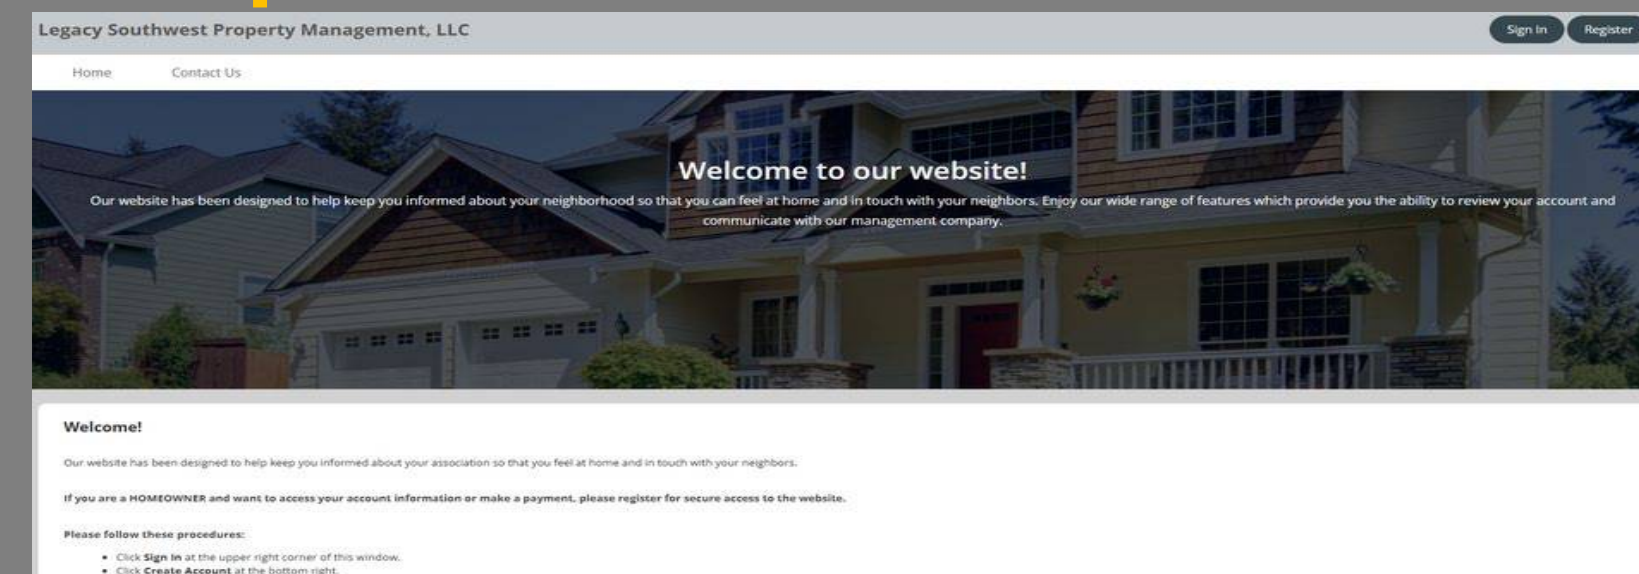 Legacy Southwest Property Management, LLC
Sign In Register
Home Contact Us
Welcome to our website!
Our website has been designed to help keep you informed about your neighborhood so that you can feel at home and in touch with your neighbors. Enjoy our wide range of features which provide you the ability to review your account and
communicate with our management company.
Welcome!
Our website has been designed to help keep you informed about your association so that you feel at home and in touch with your neighbors.
If you are a HOMEOWNER and want to access your account information or make a payment, please register for secure access to the website.
Please follow these procedures:
• Click Sign In at the upper right corner of this window.
• Click Create Account at the bottom right.